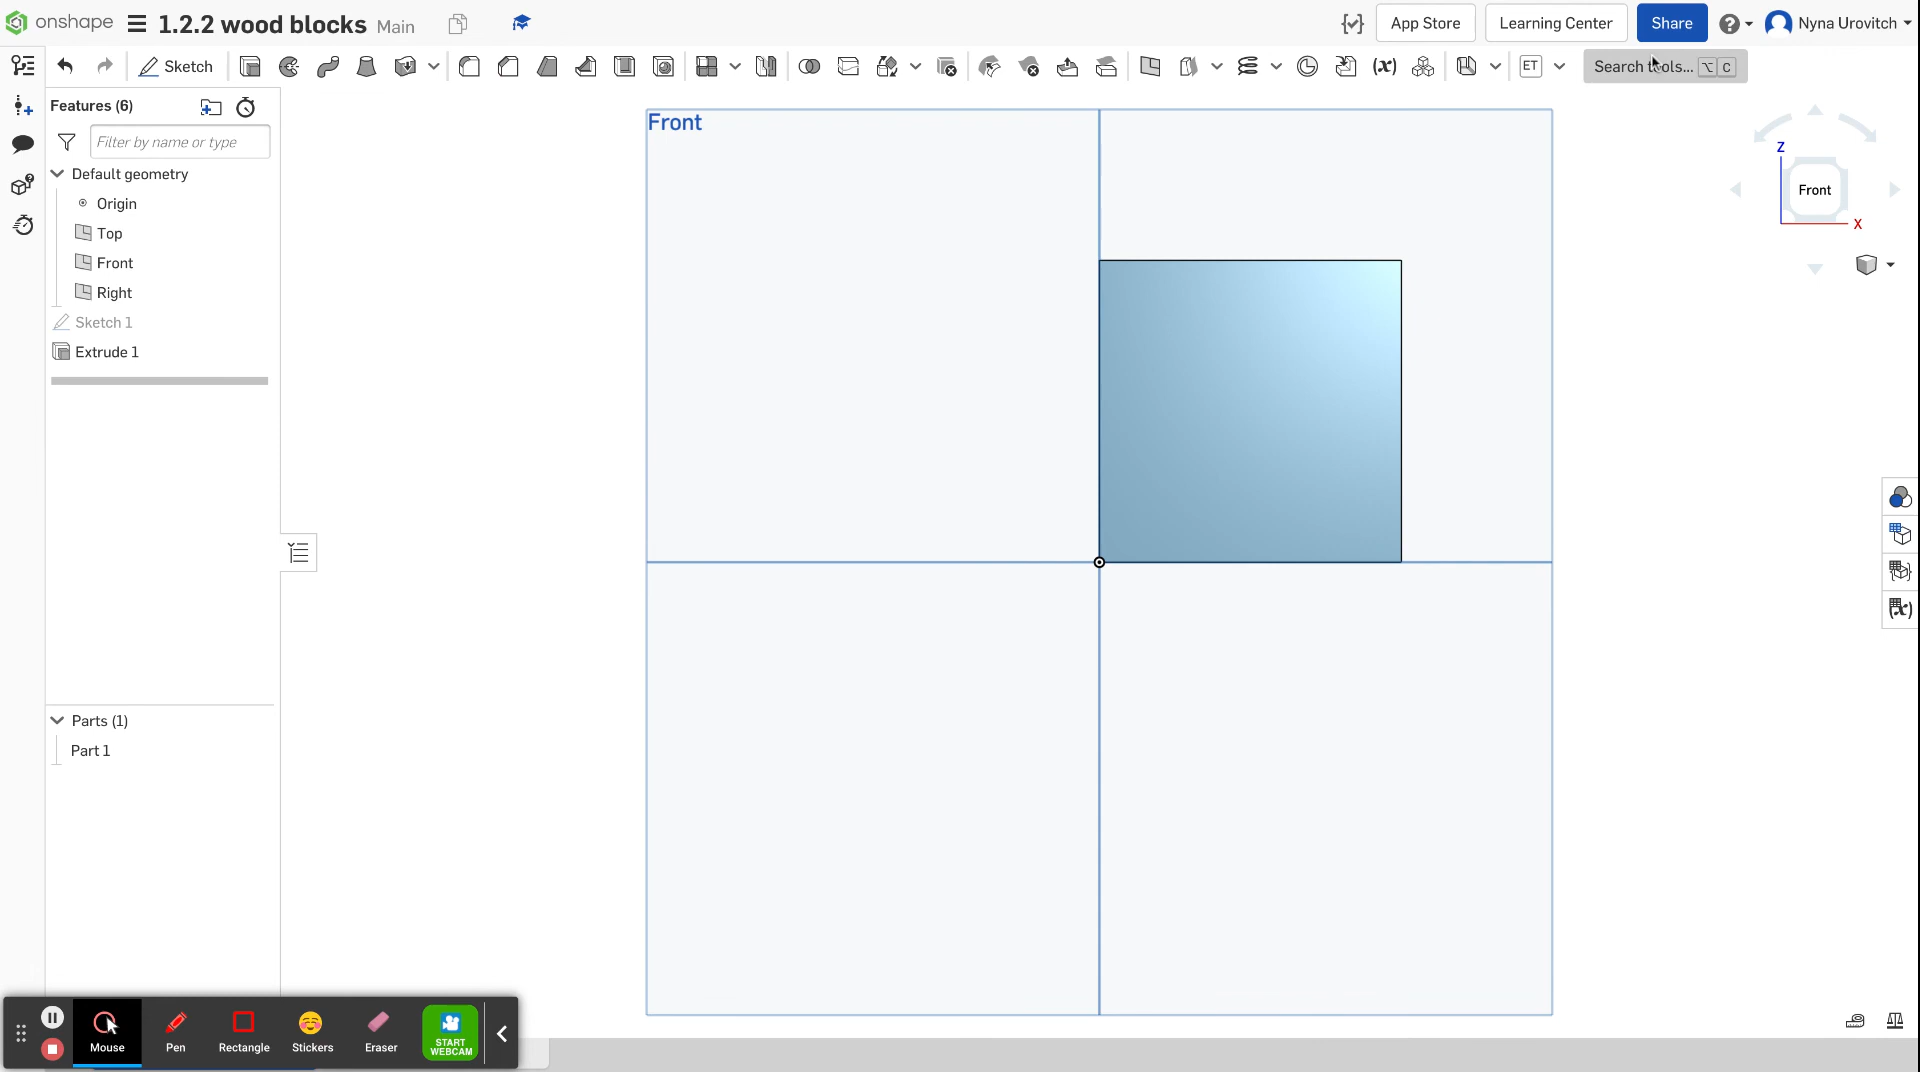 onshape
1.2.2 wood blocks Main
App Store
Learning Center
Share
Nyna Urovitch
Sketch
ET
Search tools... ⌥ C
Features (6)
Filter by name or type
Default geometry
Origin
Top
Front
Right
Sketch 1
Extrude 1
Parts (1)
Part 1
Front
Z
Front
X
(x)
(x)
Mouse
Pen
Rectangle
Stickers
Eraser
START
WEBCAM